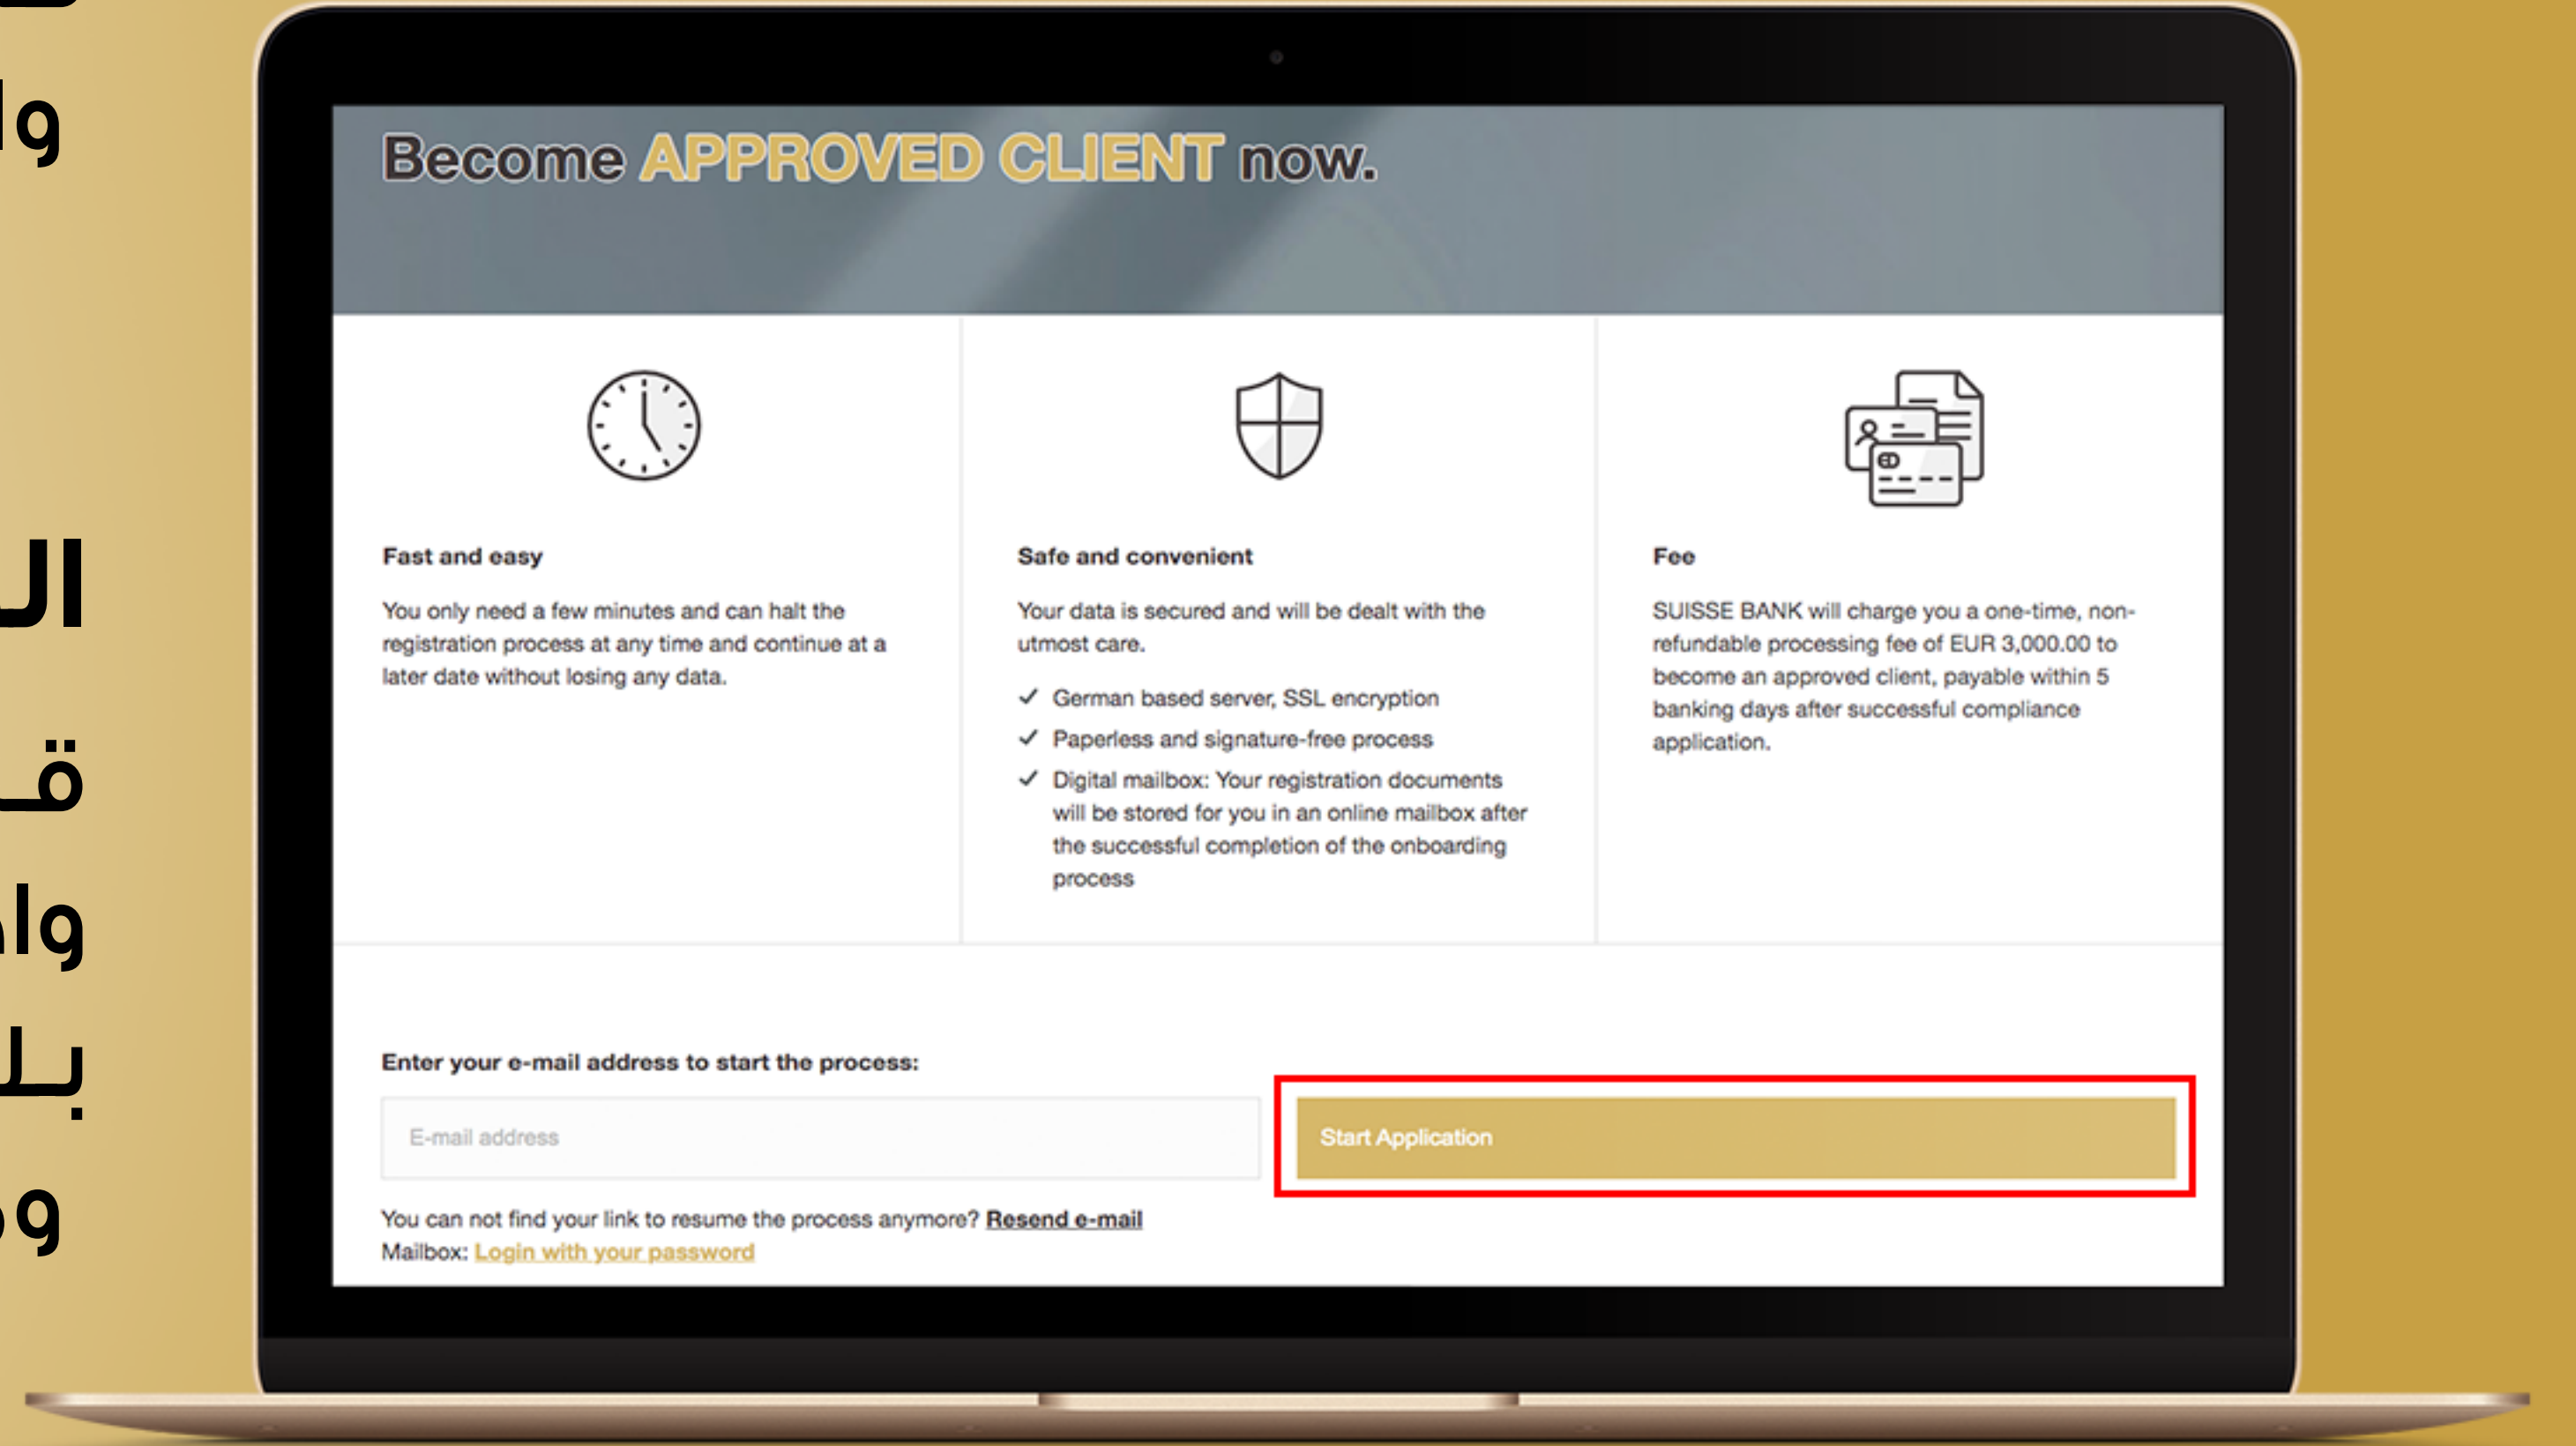 Become APPROVED CLIENT now.
Fast and easy
You only need a few minutes and can halt the
registration process at any time and continue at a
later date without losing any data.
Safe and convenient
Your data is secured and will be dealt with the
utmost care.
German based server, SSL encryption
Paperless and signature-free process
Digital mailbox: Your registration documents
will be stored for you in an online mailbox after
the successful completion of the onboarding
process
Fee
SUISSE BANK will charge you a one-time, non-
refundable processing fee of EUR 3,000.00 to
become an approved client, payable within 5
banking days after successful compliance
application.
Enter your e-mail address to start the process:
E-mail address
Start Application
You can not find your link to resume the process anymore? Resend e-mail
Mailbox: Login with your password